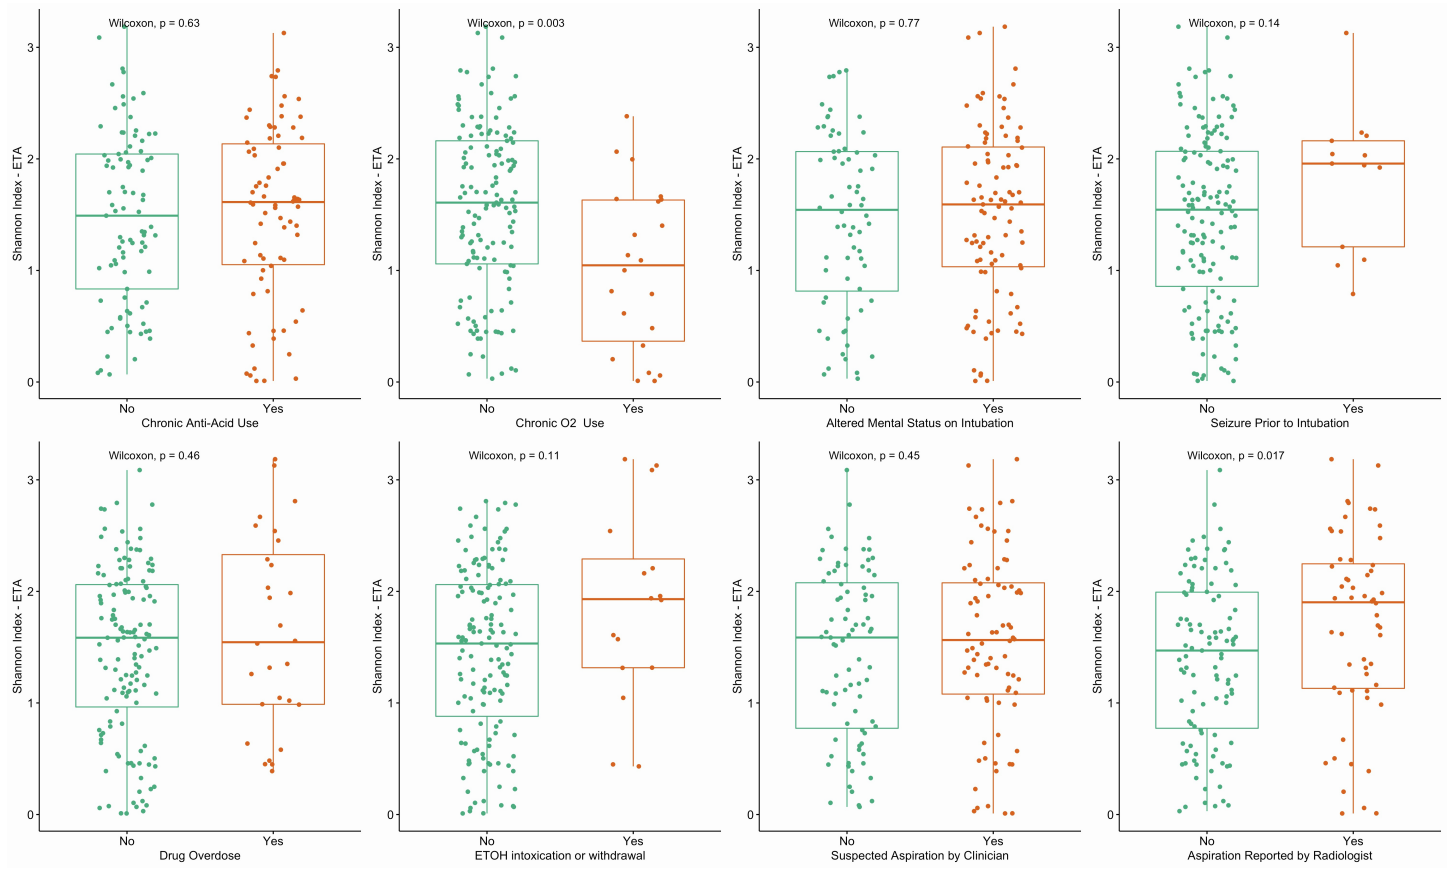 Wilcoxon, p = 0.63
Shannon Index - ETA
3
2
1
0
No
Yes
Chronic Anti-Acid Use
Wilcoxon, p = 0.003
Shannon Index - ETA
3
2
1
0
No
Yes
Chronic O2  Use
Wilcoxon, p = 0.77
Shannon Index - ETA
3
2
1
0
No
Yes
Altered Mental Status on Intubation
Wilcoxon, p = 0.14
Shannon Index - ETA
3
2
1
0
No
Yes
Seizure Prior to Intubation
Wilcoxon, p = 0.46
Shannon Index - ETA
3
2
1
0
No
Yes
Drug Overdose
Wilcoxon, p = 0.11
Shannon Index - ETA
3
2
1
0
No
Yes
ETOH intoxication or withdrawal
Wilcoxon, p = 0.45
Shannon Index - ETA
3
2
1
0
No
Yes
Suspected Aspiration by Clinician
Wilcoxon, p = 0.017
Shannon Index - ETA
3
2
1
0
No
Yes
Aspiration Reported by Radiologist